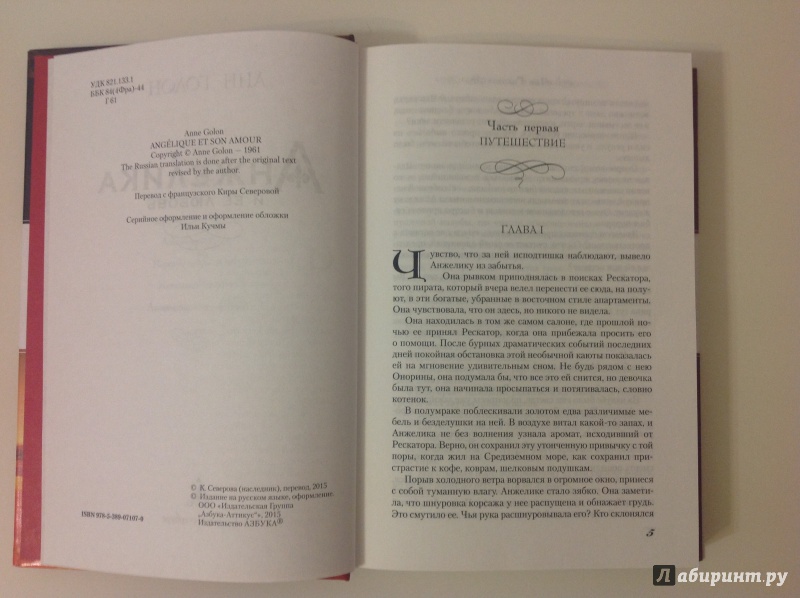 УДК 821.133.1
ББК 84(4Фра)-44
Г 61
Anne Golon
ANGÉLIQUE ET SON AMOUR
Copyright © Anne Golon — 1961
The Russian translation is done after the original text
revised by the author.
Перевод с французского Киры Северовой
Серийное оформление и оформление обложки
Ильи Кучмы
© К. Северова (наследник), перевод, 2015
© Издание на русском языке, оформление.
ООО «Издательская Группа
„Азбука-Аттикус“», 2015
Издательство АЗБУКА®
ISBN 978-5-389-07107-0
Часть первая
ПУТЕШЕСТВИЕ
ГЛАВА I
Чувство, что за ней исподтишка наблюдают, вывело
Анжелику из забытья.
Она рывком приподнялась в поисках Рескатора,
того пирата, который вчера велел перенести ее сюда, на полу-
ют, в эти богатые, убранные в восточном стиле апартаменты.
Она чувствовала, что он здесь, но никого не видела.
Она находилась в том же самом салоне, где прошлой но-
чью ее принял Рескатор, когда она прибежала просить его
о помощи. После бурных драматических событий последних
дней покойная обстановка этой необычной каюты показалась
ей на мгновение удивительным сном. Не будь рядом с нею
Онорины, она подумала бы, что все это ей снится, но девочка
была тут, она начинала просыпаться и потягивалась, словно
котенок.
В полумраке поблескивали золотом едва различимые ме-
бель и безделушки на ней. В воздухе витал какой-то запах, и
Анжелика не без волнения узнала аромат, исходивший от
Рескатора. Верно, он сохранил эту утонченную привычку с той
поры, когда жил на Средиземном море, как сохранил при-
страстие к кофе, коврам, шелковым подушкам.
Порыв холодного ветра ворвался в огромное окно, принеся
с собой туманную влагу. Анжелике стало зябко. Она замети-
ла, что шнуровка корсажа у нее распущена и обнажает грудь.
Это смутило ее. Чья рука расшнуровывала его? Кто склонялся
5
Лабиринт.ру